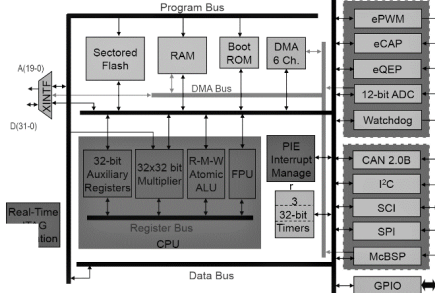 Program Bus
Sectored
Flash
RAM
Boot
ROM
DMA
6 Ch.
ePWM
eCAP
eQEP
12-bit ADC
Watchdog
A(19-0)
XINTF
D(31-0)
DMA Bus
32-bit
Auxiliary
Registers
32x32 bit
Multiplier
R-M-W
Atomic
ALU
FPU
PIE
Interrupt
Manage
3
32-bit
Timers
CAN 2.0B
I²C
SCI
SPI
McBSP
GPIO
Real-Time
Register Bus
CPU
Data Bus